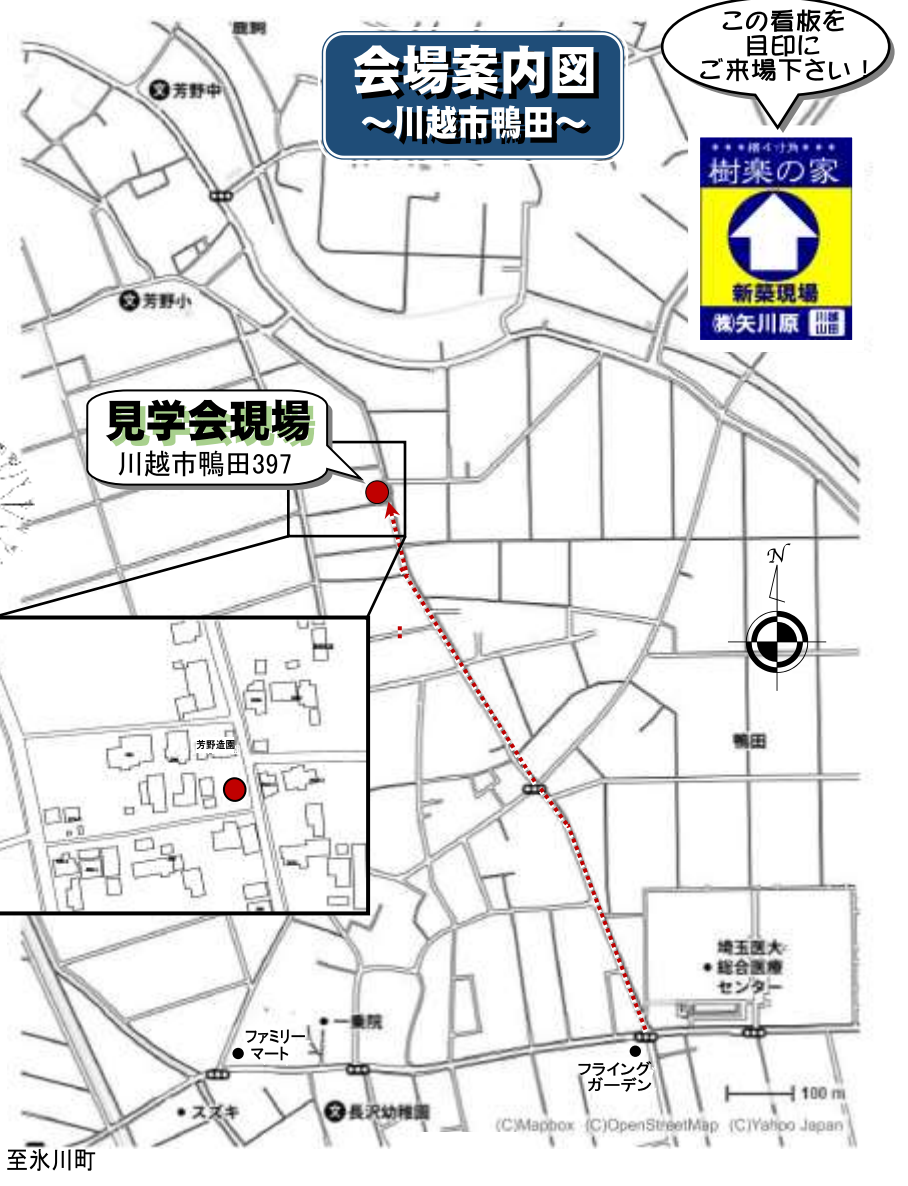 この看板を
目印に
ご来場下さい!
会場案内図
～川越市鴨田～
芳野中
樹楽の家
新築現場
㈱矢川原
芳野小
見学会現場
川越市鴨田397
N
芳野造園
鴨田
埼玉医大
総合医療
センター
一乗院
ファミリー
マート
フライング
ガーデン
100 m
スズキ
長沢幼稚園
(C)Mapbox (C)OpenStreetMap (C)Yahoo Japan
至氷川町